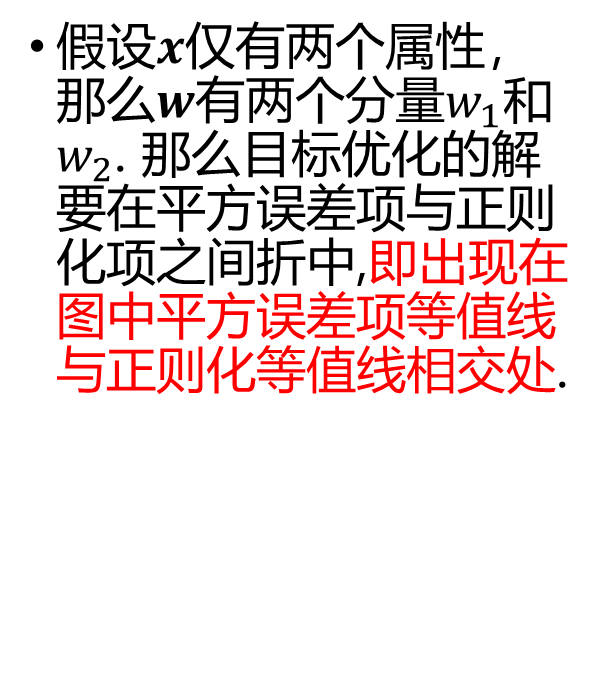 • 假设x仅有两个属性，
那么w有两个分量w₁和
w₂. 那么目标优化的解
要在平方误差项与正则
化项之间折中,即出现在
图中平方误差项等值线
与正则化等值线相交处.